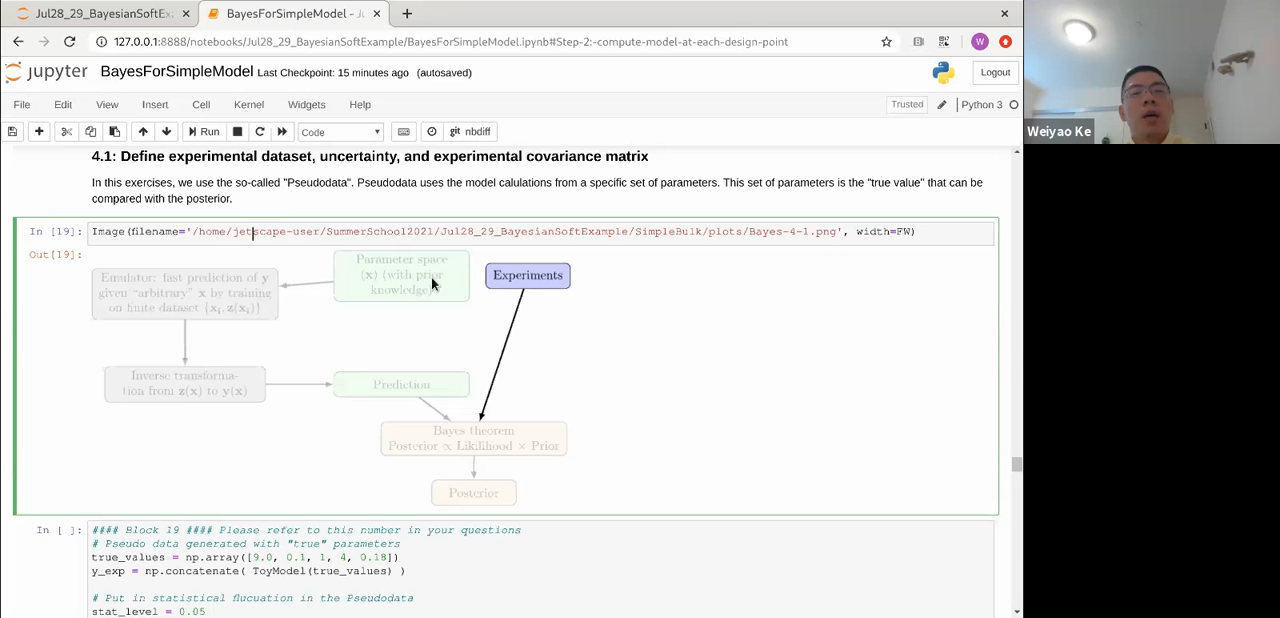 Jul28_29_BayesianSoftEx
BayesForSimpleModel - J
127.0.0.1:8888/notebooks/Jul28_29_BayesianSoftExample/BayesForSimpleModel.ipynb#Step-2:-compute-model-at-each-design-point
W
jupyter BayesForSimpleModel Last Checkpoint: 15 minutes ago (autosaved)
Logout
File Edit View Insert Cell Kernel Widgets Help
Trusted
Python 3
Run
Code
nbdiff
4.1: Define experimental dataset, uncertainty, and experimental covariance matrix
In this exercises, we use the so-called "Pseudodata". Pseudodata uses the model calulations from a specific set of parameters. This set of parameters is the "true value" that can be
compared with the posterior.
In [19]: Image(filename='/home/jetscape-user/SummerSchool2021/Jul28_29_BayesianSoftExample/SimpleBulk/plots/Bayes-4-1.png', width=FW)
Out[19]:
Emulator: fast prediction of y
given "arbitrary" x by training
on finite dataset {xi, z(xi)}
Parameter space
(x) (with prior
knowledge)
Experiments
Inverse transforma-
tion from z(x) to y(x)
Prediction
Bayes theorem
Posterior ∝ Likilihood × Prior
Posterior
In [ ]: #### Block 19 #### Please refer to this number in your questions
# Pseudo data generated with "true" parameters
true_values = np.array([9.0, 0.1, 1, 4, 0.18])
y_exp = np.concatenate( ToyModel(true_values) )
# Put in statistical flucuation in the Pseudodata
stat_level = 0.05
Weiyao Ke